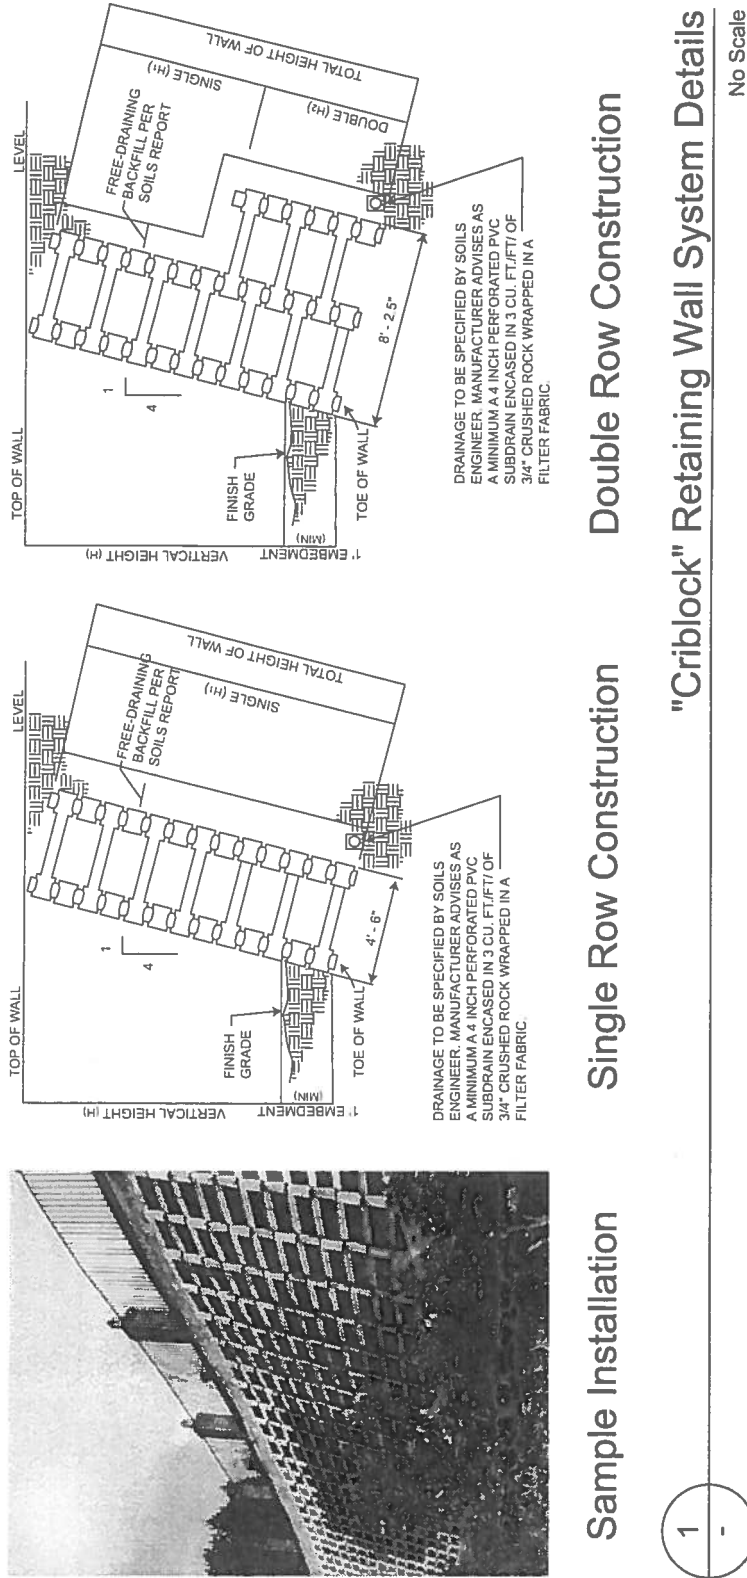 TOP OF WALL
LEVEL
VERTICAL HEIGHT (H)
1' EMBEDMENT
(MIN)
FINISH
GRADE
TOE OF WALL
1
4
4' - 6"
FREE-DRAINING
BACKFILL PER
SOILS REPORT
SINGLE (H1)
TOTAL HEIGHT OF WALL
DRAINAGE TO BE SPECIFIED BY SOILS
ENGINEER. MANUFACTURER ADVISES AS
A MINIMUM A 4 INCH PERFORATED PVC
SUBDRAIN ENCASED IN 3 CU. FT./FT/ OF
3/4" CRUSHED ROCK WRAPPED IN A
FILTER FABRIC.
TOP OF WALL
LEVEL
VERTICAL HEIGHT (H)
1' EMBEDMENT
(MIN)
FINISH
GRADE
TOE OF WALL
1
4
8' - 2.5"
FREE-DRAINING
BACKFILL PER
SOILS REPORT
SINGLE (H1)
DOUBLE (H2)
TOTAL HEIGHT OF WALL
DRAINAGE TO BE SPECIFIED BY SOILS
ENGINEER. MANUFACTURER ADVISES AS
A MINIMUM A 4 INCH PERFORATED PVC
SUBDRAIN ENCASED IN 3 CU. FT./FT/ OF
3/4" CRUSHED ROCK WRAPPED IN A
FILTER FABRIC.
Sample Installation
Single Row Construction
Double Row Construction
1
-
"Criblock" Retaining Wall System Details
No Scale